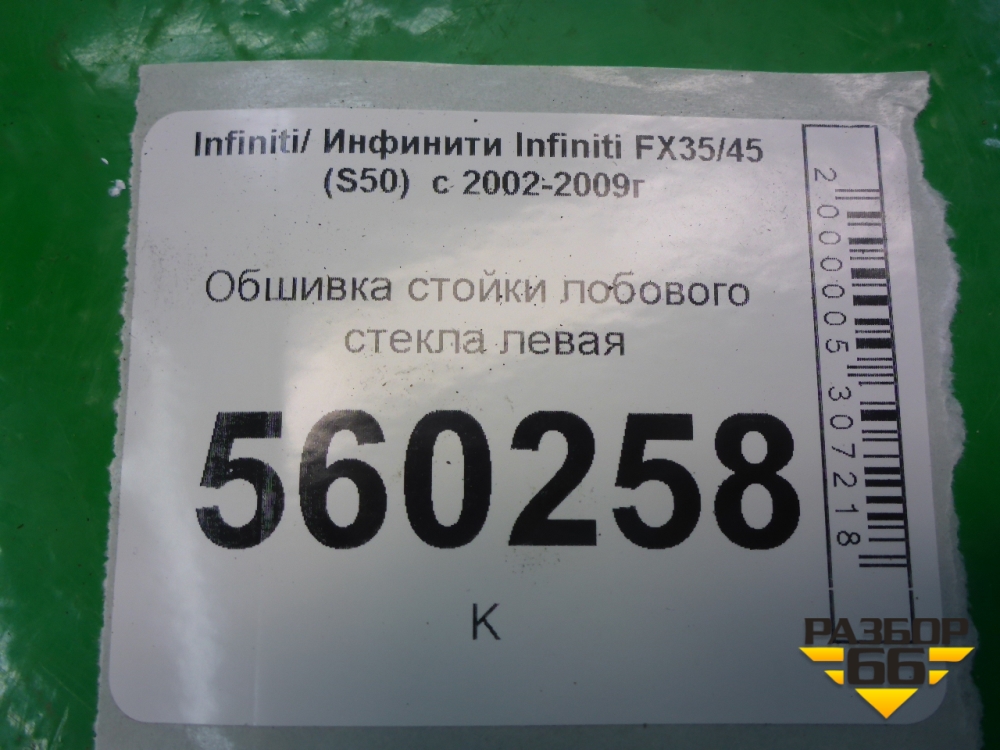 Infiniti/ Инфинити Infiniti FX35/45
(S50) с 2002-2009г
Обшивка стойки лобового
стекла левая
560258
К
2000005307218
РАЗБОР
66